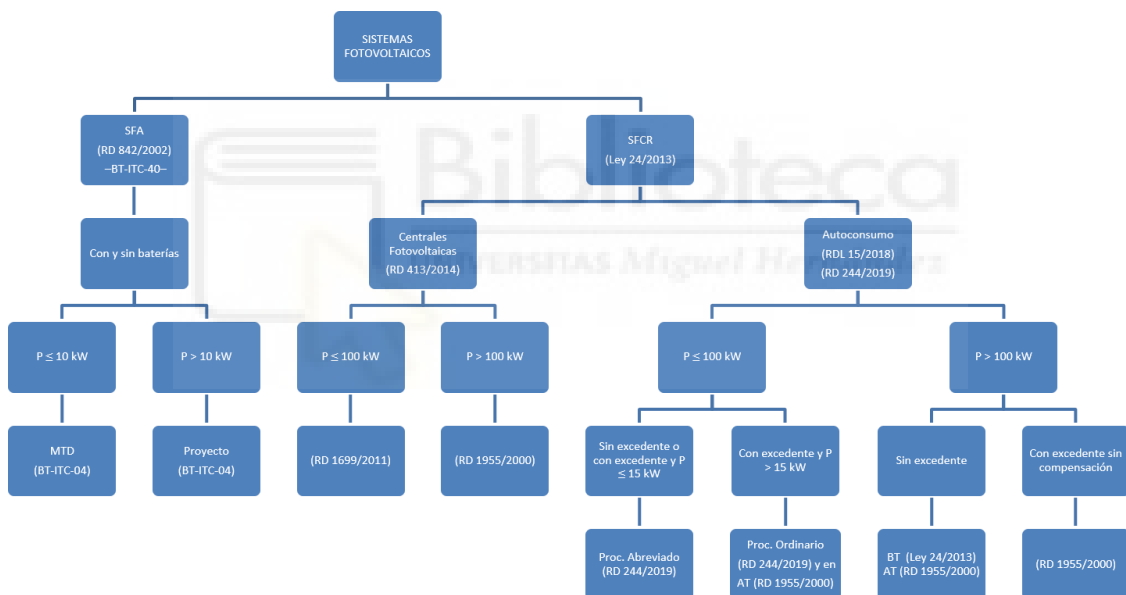 SISTEMAS
FOTOVOLTAICOS
SFA
(RD 842/2002)
–BT-ITC-40–
SFCR
(Ley 24/2013)
Biblioteca
UNIVERSITAS Miguel Hernández
Con y sin baterías
Centrales
Fotovoltaicas
(RD 413/2014)
Autoconsumo
(RDL 15/2018)
(RD 244/2019)
P ≤ 10 kW
P > 10 kW
P ≤ 100 kW
P > 100 kW
P ≤ 100 kW
P > 100 kW
MTD
(BT-ITC-04)
Proyecto
(BT-ITC-04)
(RD 1699/2011)
(RD 1955/2000)
Sin excedente o
con excedente y P
≤ 15 kW
Con excedente y P
> 15 kW
Sin excedente
Con excedente sin
compensación
Proc. Abreviado
(RD 244/2019)
Proc. Ordinario
(RD 244/2019) y en
AT (RD 1955/2000)
BT (Ley 24/2013)
AT (RD 1955/2000)
(RD 1955/2000)